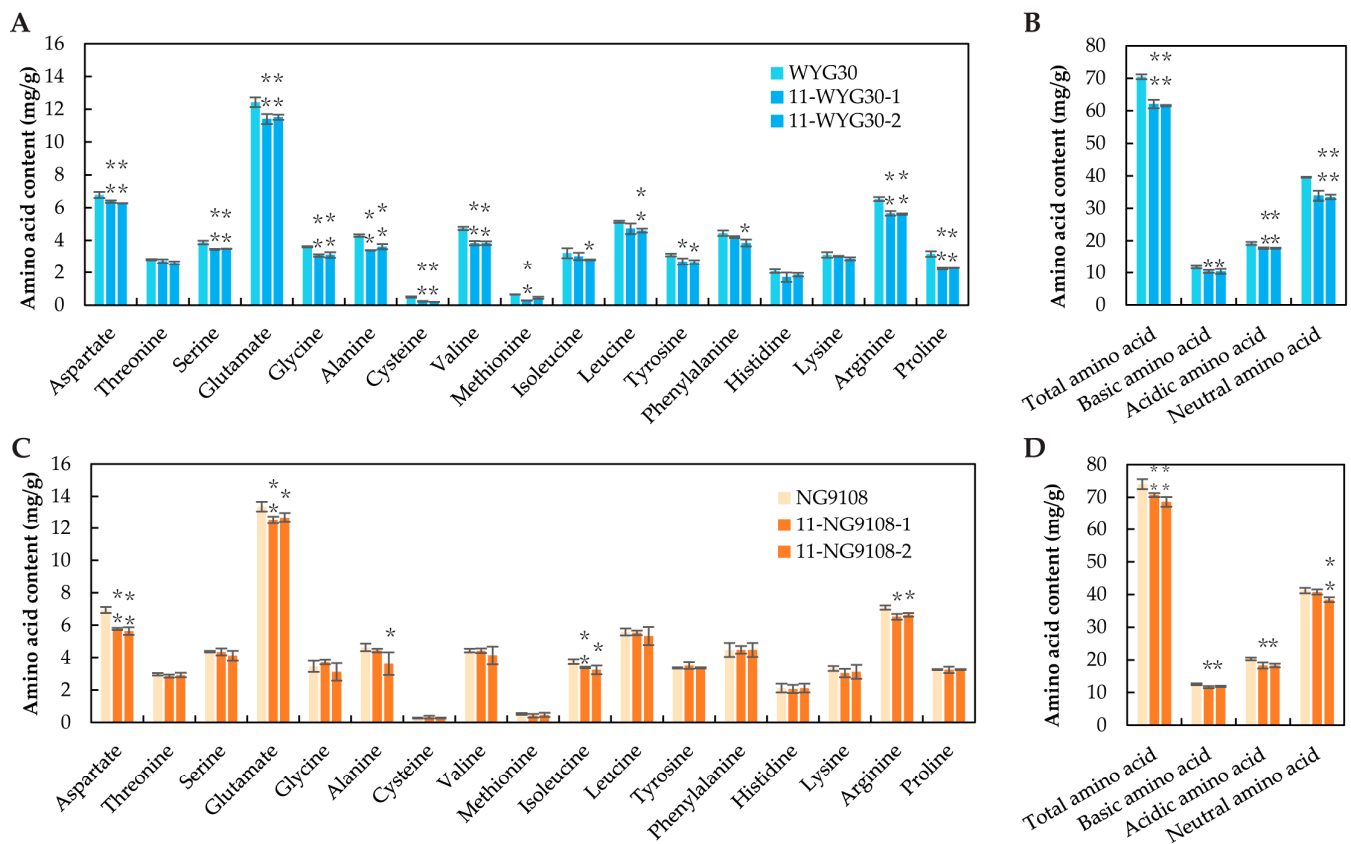 A
Amino acid content (mg/g)
16
14
12
10
8
6
4
2
0
WYG30
11-WYG30-1
11-WYG30-2
* * * * * * * * * * * * * * * * * * * * * * * * * * * * * * * * * * * * * * * * * * * * * * * *
Aspartate
Threonine
Serine
Glutamate
Glycine
Alanine
Cysteine
Valine
Methionine
Isoleucine
Leucine
Tyrosine
Phenylalanine
Histidine
Lysine
Arginine
Proline
B
Amino acid content (mg/g)
80
70
60
50
40
30
20
10
0
* * * * * * * * * * * * * *
Total amino acid
Basic amino acid
Acidic amino acid
Neutral amino acid
C
Amino acid content (mg/g)
16
14
12
10
8
6
4
2
0
NG9108
11-NG9108-1
11-NG9108-2
* * * * * * * * * * * * *
Aspartate
Threonine
Serine
Glutamate
Glycine
Alanine
Cysteine
Valine
Methionine
Isoleucine
Leucine
Tyrosine
Phenylalanine
Histidine
Lysine
Arginine
Proline
D
Amino acid content (mg/g)
80
70
60
50
40
30
20
10
0
* * * * * * * * * *
Total amino acid
Basic amino acid
Acidic amino acid
Neutral amino acid